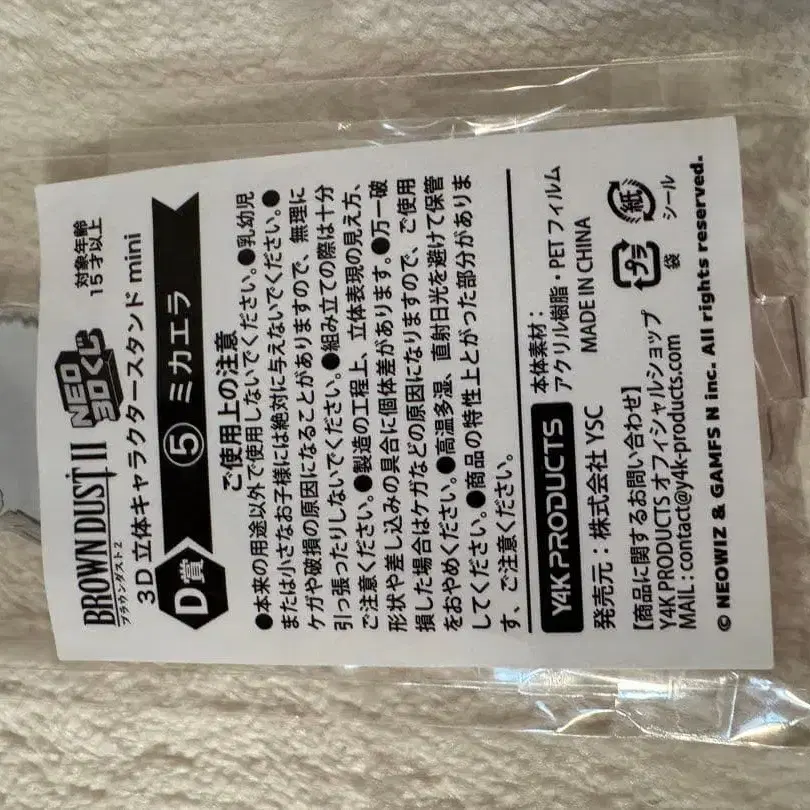 BROWN DUST II
ブラウンダスト2
NEO
3Dくじ
対象年齢
15才以上
3D立体キャラクタースタンド mini
D賞 ⑤ ミカエラ
ご使用上の注意
●本来の用途以外で使用しないでください。●乳幼児
または小さなお子様には絶対に与えないでください。●
ケガや破損の原因になることがありますので、無理に
引っ張ったりしないでください。●組み立ての際は十分
ご注意ください。●製造の工程上、立体表現の見え方、
形状や差し込みの具合に個体差があります。●万一破
損した場合はケガなどの原因になりますので、ご使用
をおやめください。●高温多湿、直射日光を避けて保管
してください。●商品の特性上とがった部分がありま
す、ご注意ください。
Y4K PRODUCTS
本体素材：
アクリル樹脂・PETフィルム
MADE IN CHINA
発売元：株式会社 YSC
【商品に関するお問い合わせ】
Y4K PRODUCTS オフィシャルショップ
MAIL : contact@y4k-products.com
プラ
袋
紙
シール
© NEOWIZ & GAMFS N inc. All rights reserved.